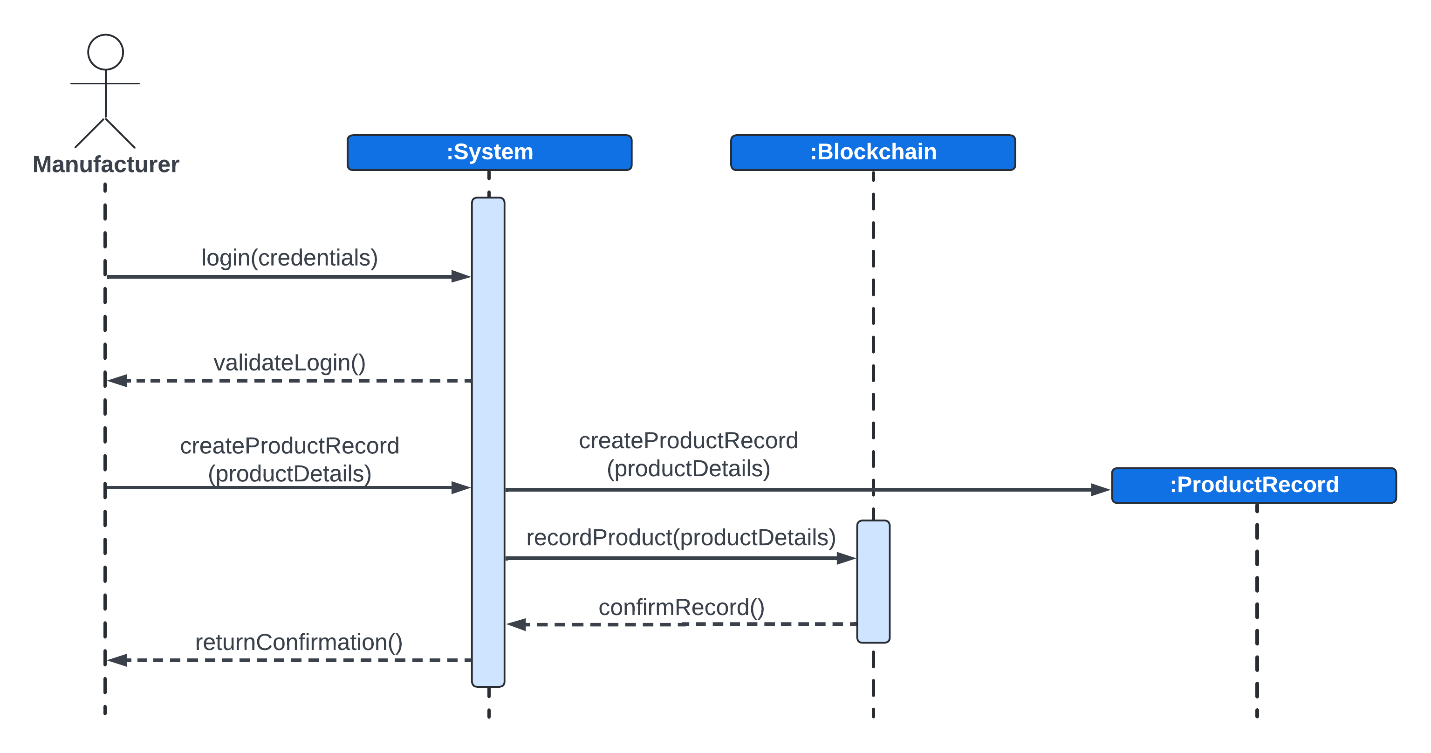 Manufacturer
:System
:Blockchain
login(credentials)
validateLogin()
createProductRecord
(productDetails)
createProductRecord
(productDetails)
:ProductRecord
recordProduct(productDetails)
confirmRecord()
returnConfirmation()